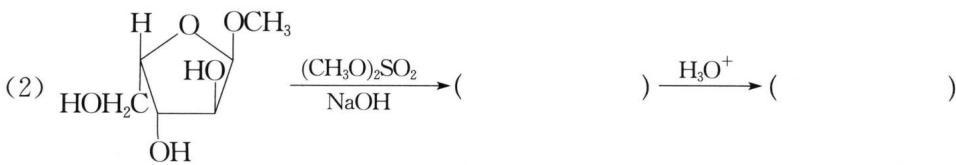 H O OCH₃
(2) HOH₂C HO (CH₃O)₂SO₂ ( ) H₃O⁺ ( )
NaOH
OH